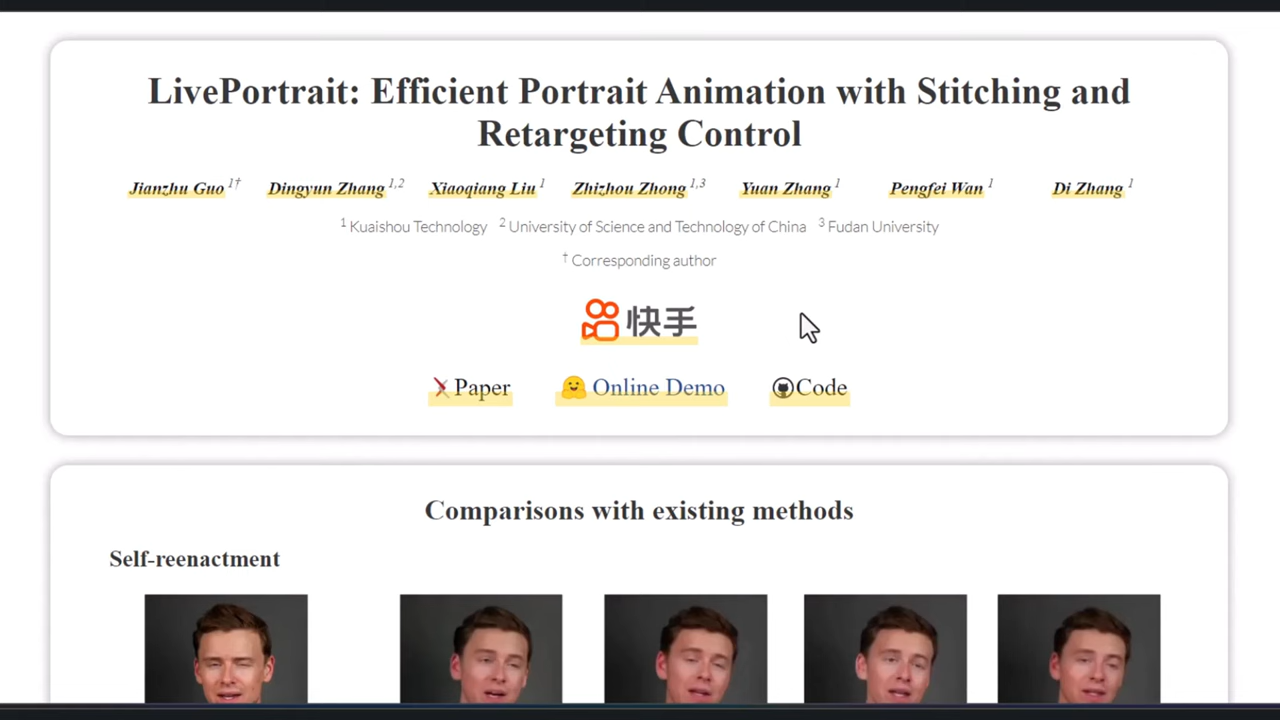 LivePortrait: Efficient Portrait Animation with Stitching and
Retargeting Control
Jianzhu Guo 1† Dingyun Zhang 1,2 Xiaoqiang Liu 1 Zhizhou Zhong 1,3 Yuan Zhang 1 Pengfei Wan 1 Di Zhang 1
1 Kuaishou Technology 2 University of Science and Technology of China 3 Fudan University
† Corresponding author
快手
Paper Online Demo Code
Comparisons with existing methods
Self-reenactment